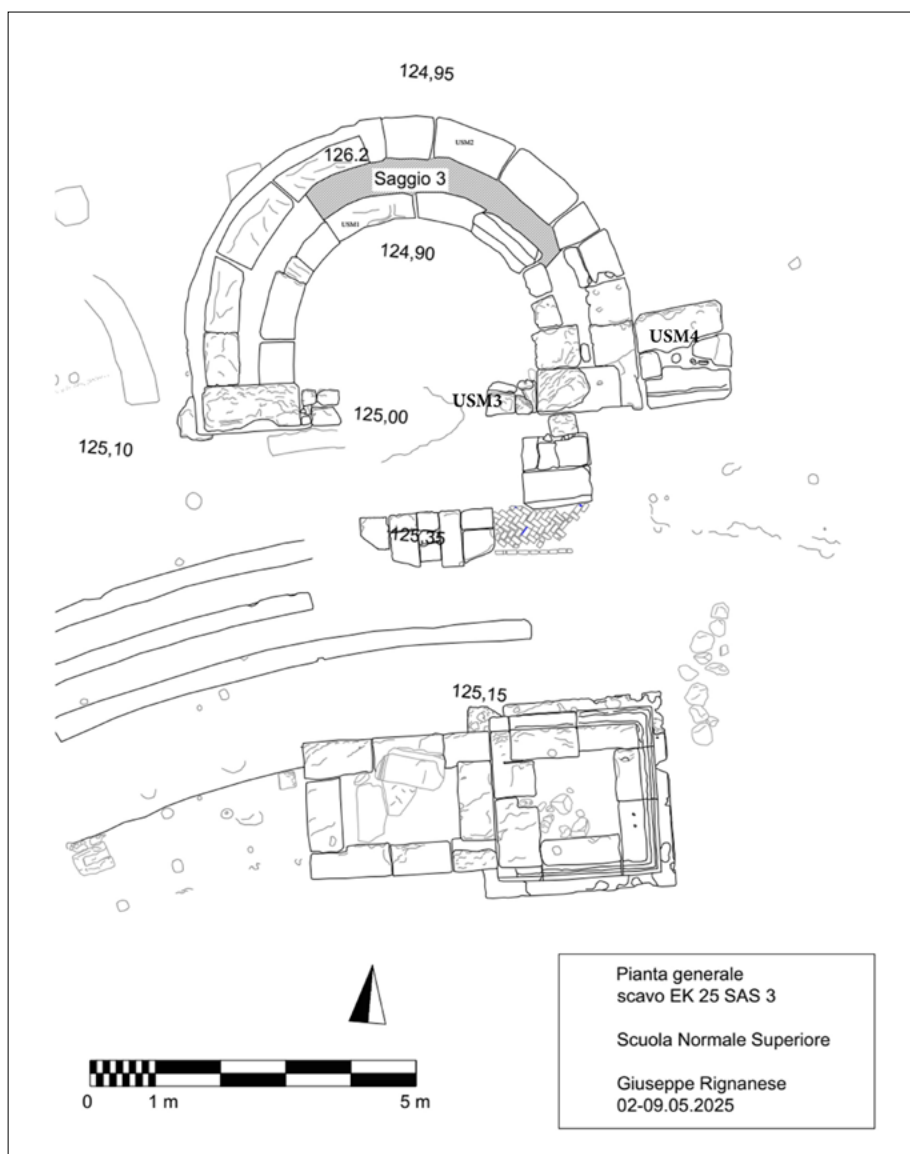 124,95
USM2
126.2
Saggio 3
USM1
124,90
USM4
USM3
125,00
125,10
125,35
125,15
Pianta generale
scavo EK 25 SAS 3
Scuola Normale Superiore
Giuseppe Rignanese
02-09.05.2025
0 1 m 5 m